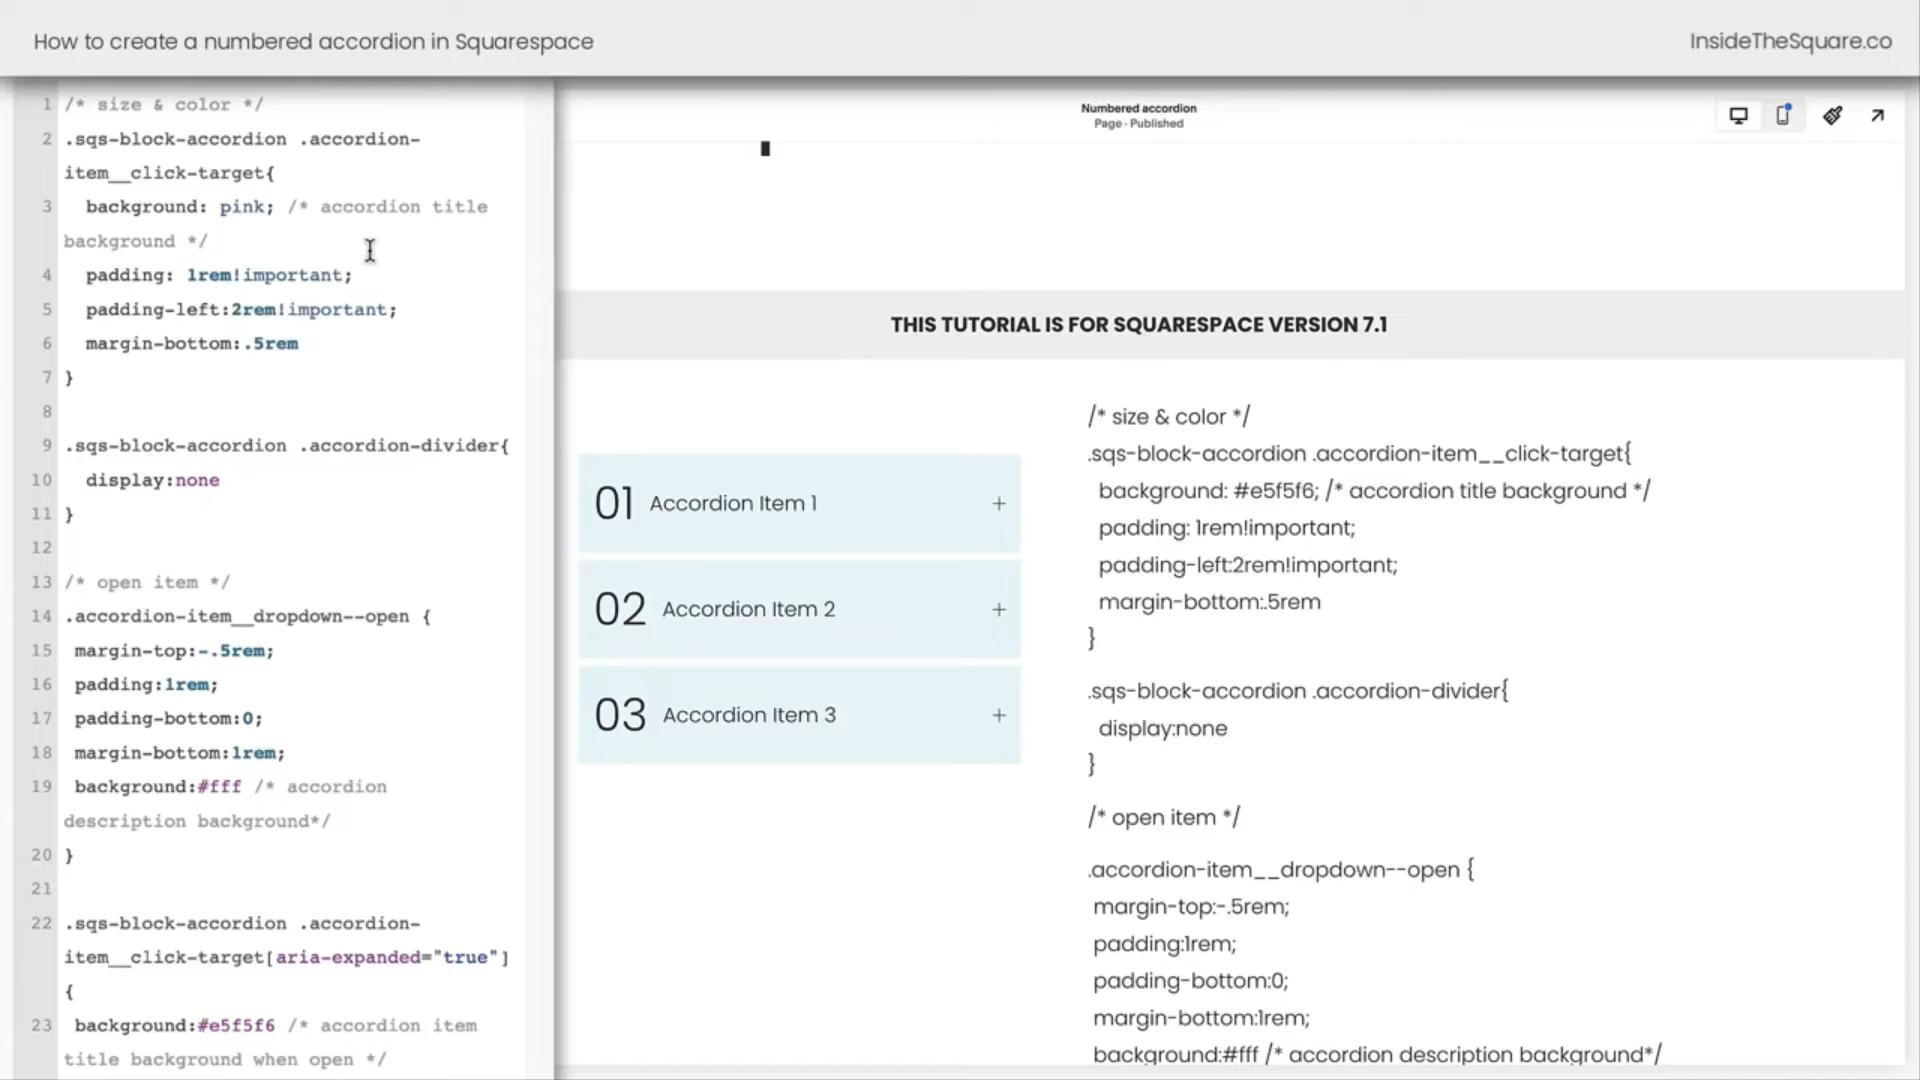 How to create a numbered accordion in Squarespace
InsideTheSquare.co
1 /* size & color */
2 .sqs-block-accordion .accordion-
item__click-target{
3 background: pink; /* accordion title
background */
4 padding: 1rem!important;
5 padding-left:2rem!important;
6 margin-bottom:.5rem
7 }
8
9 .sqs-block-accordion .accordion-divider{
10 display:none
11 }
12
13 /* open item */
14 .accordion-item__dropdown--open {
15 margin-top:-.5rem;
16 padding:1rem;
17 padding-bottom:0;
18 margin-bottom:1rem;
19 background:#fff /* accordion
description background*/
20 }
21
22 .sqs-block-accordion .accordion-
item__click-target[aria-expanded="true"]
{
23 background:#e5f5f6 /* accordion item
title background when open */
Numbered accordion
Page · Published
THIS TUTORIAL IS FOR SQUARESPACE VERSION 7.1
01 Accordion Item 1 +
02 Accordion Item 2 +
03 Accordion Item 3 +
/* size & color */
.sqs-block-accordion .accordion-item__click-target{
background: #e5f5f6; /* accordion title background */
padding: 1rem!important;
padding-left:2rem!important;
margin-bottom:.5rem
}
.sqs-block-accordion .accordion-divider{
display:none
}
/* open item */
.accordion-item__dropdown--open {
margin-top:-.5rem;
padding:1rem;
padding-bottom:0;
margin-bottom:1rem;
background:#fff /* accordion description background*/